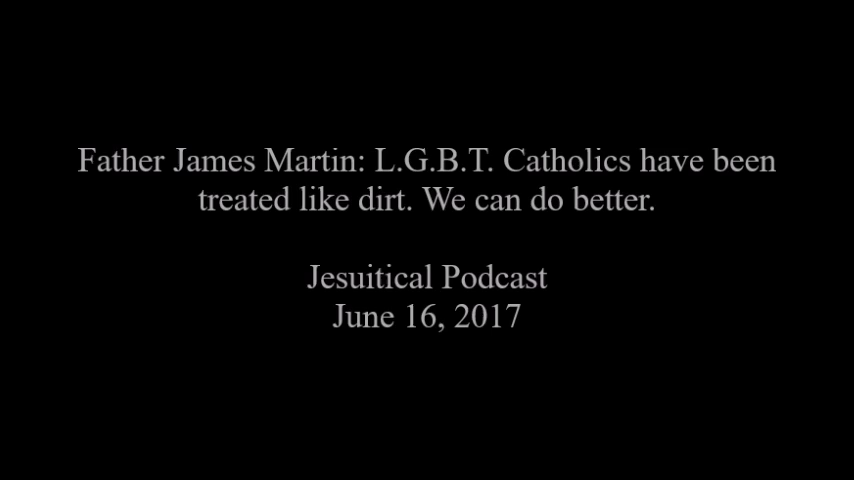 Father James Martin: L.G.B.T. Catholics have been
treated like dirt. We can do better.
Jesuitical Podcast
June 16, 2017